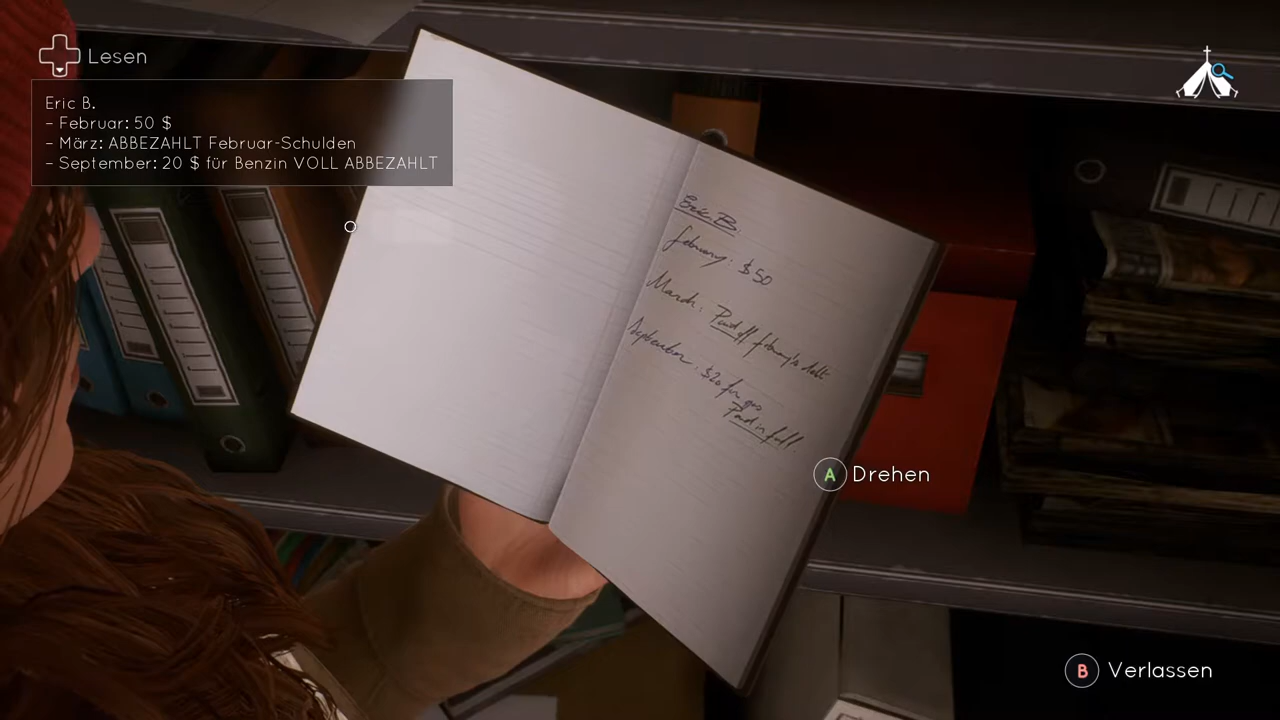 Lesen
Eric B.
- Februar: 50 $
- März: ABBEZAHLT Februar-Schulden
- September: 20 $ für Benzin VOLL ABBEZAHLT
Eric B.
February: $50
March: Paid off february's debt
September: $20 for gas
Paid in full.
A Drehen
B Verlassen